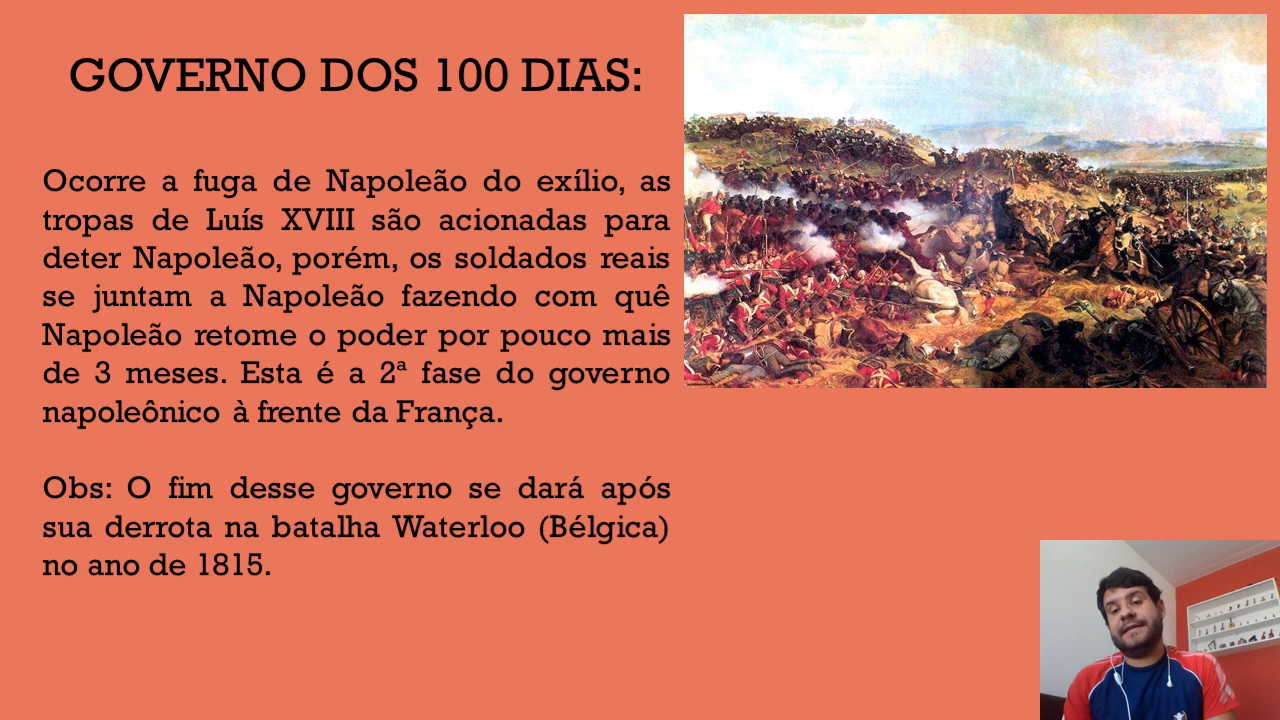 GOVERNO DOS 100 DIAS:
Ocorre a fuga de Napoleão do exílio, as
tropas de Luís XVIII são acionadas para
deter Napoleão, porém, os soldados reais
se juntam a Napoleão fazendo com quê
Napoleão retome o poder por pouco mais
de 3 meses. Esta é a 2ª fase do governo
napoleônico à frente da França.
Obs: O fim desse governo se dará após
sua derrota na batalha Waterloo (Bélgica)
no ano de 1815.